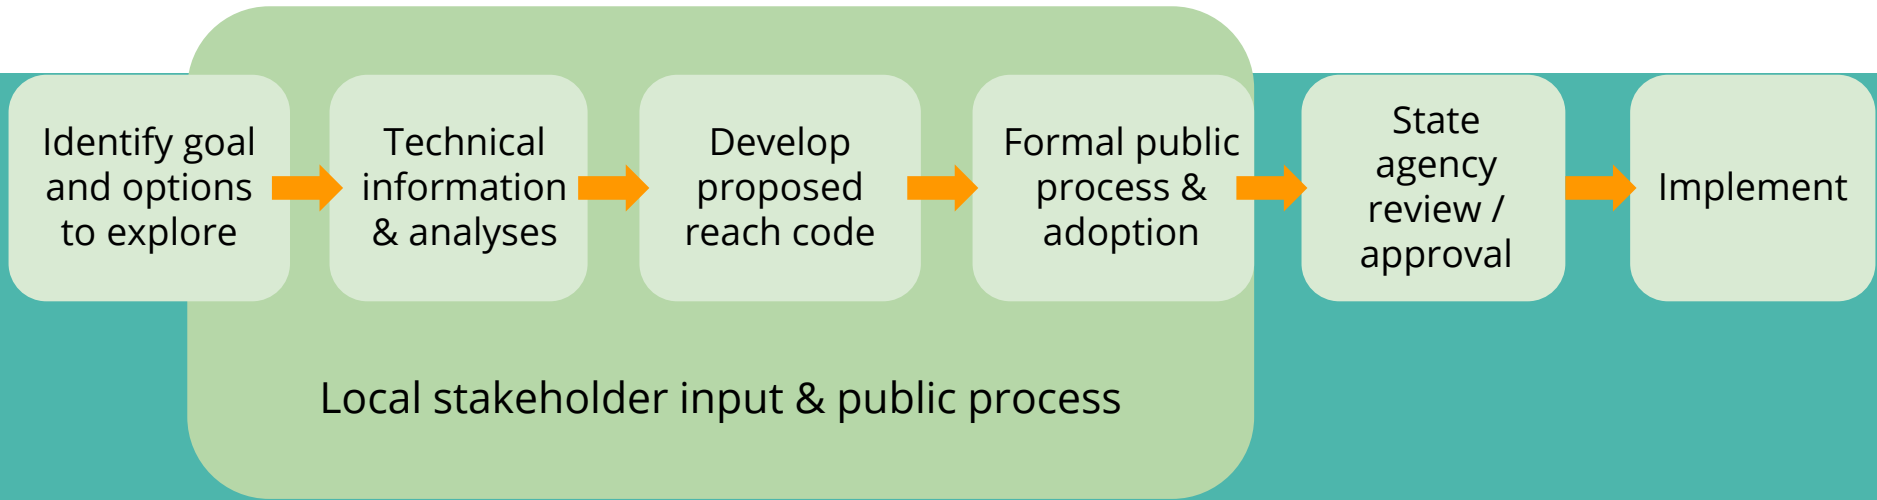 Identify goal
and options
to explore
Technical
information
& analyses
Develop
proposed
reach code
Formal public
process &
adoption
State
agency
review /
approval
Implement
Local stakeholder input & public process